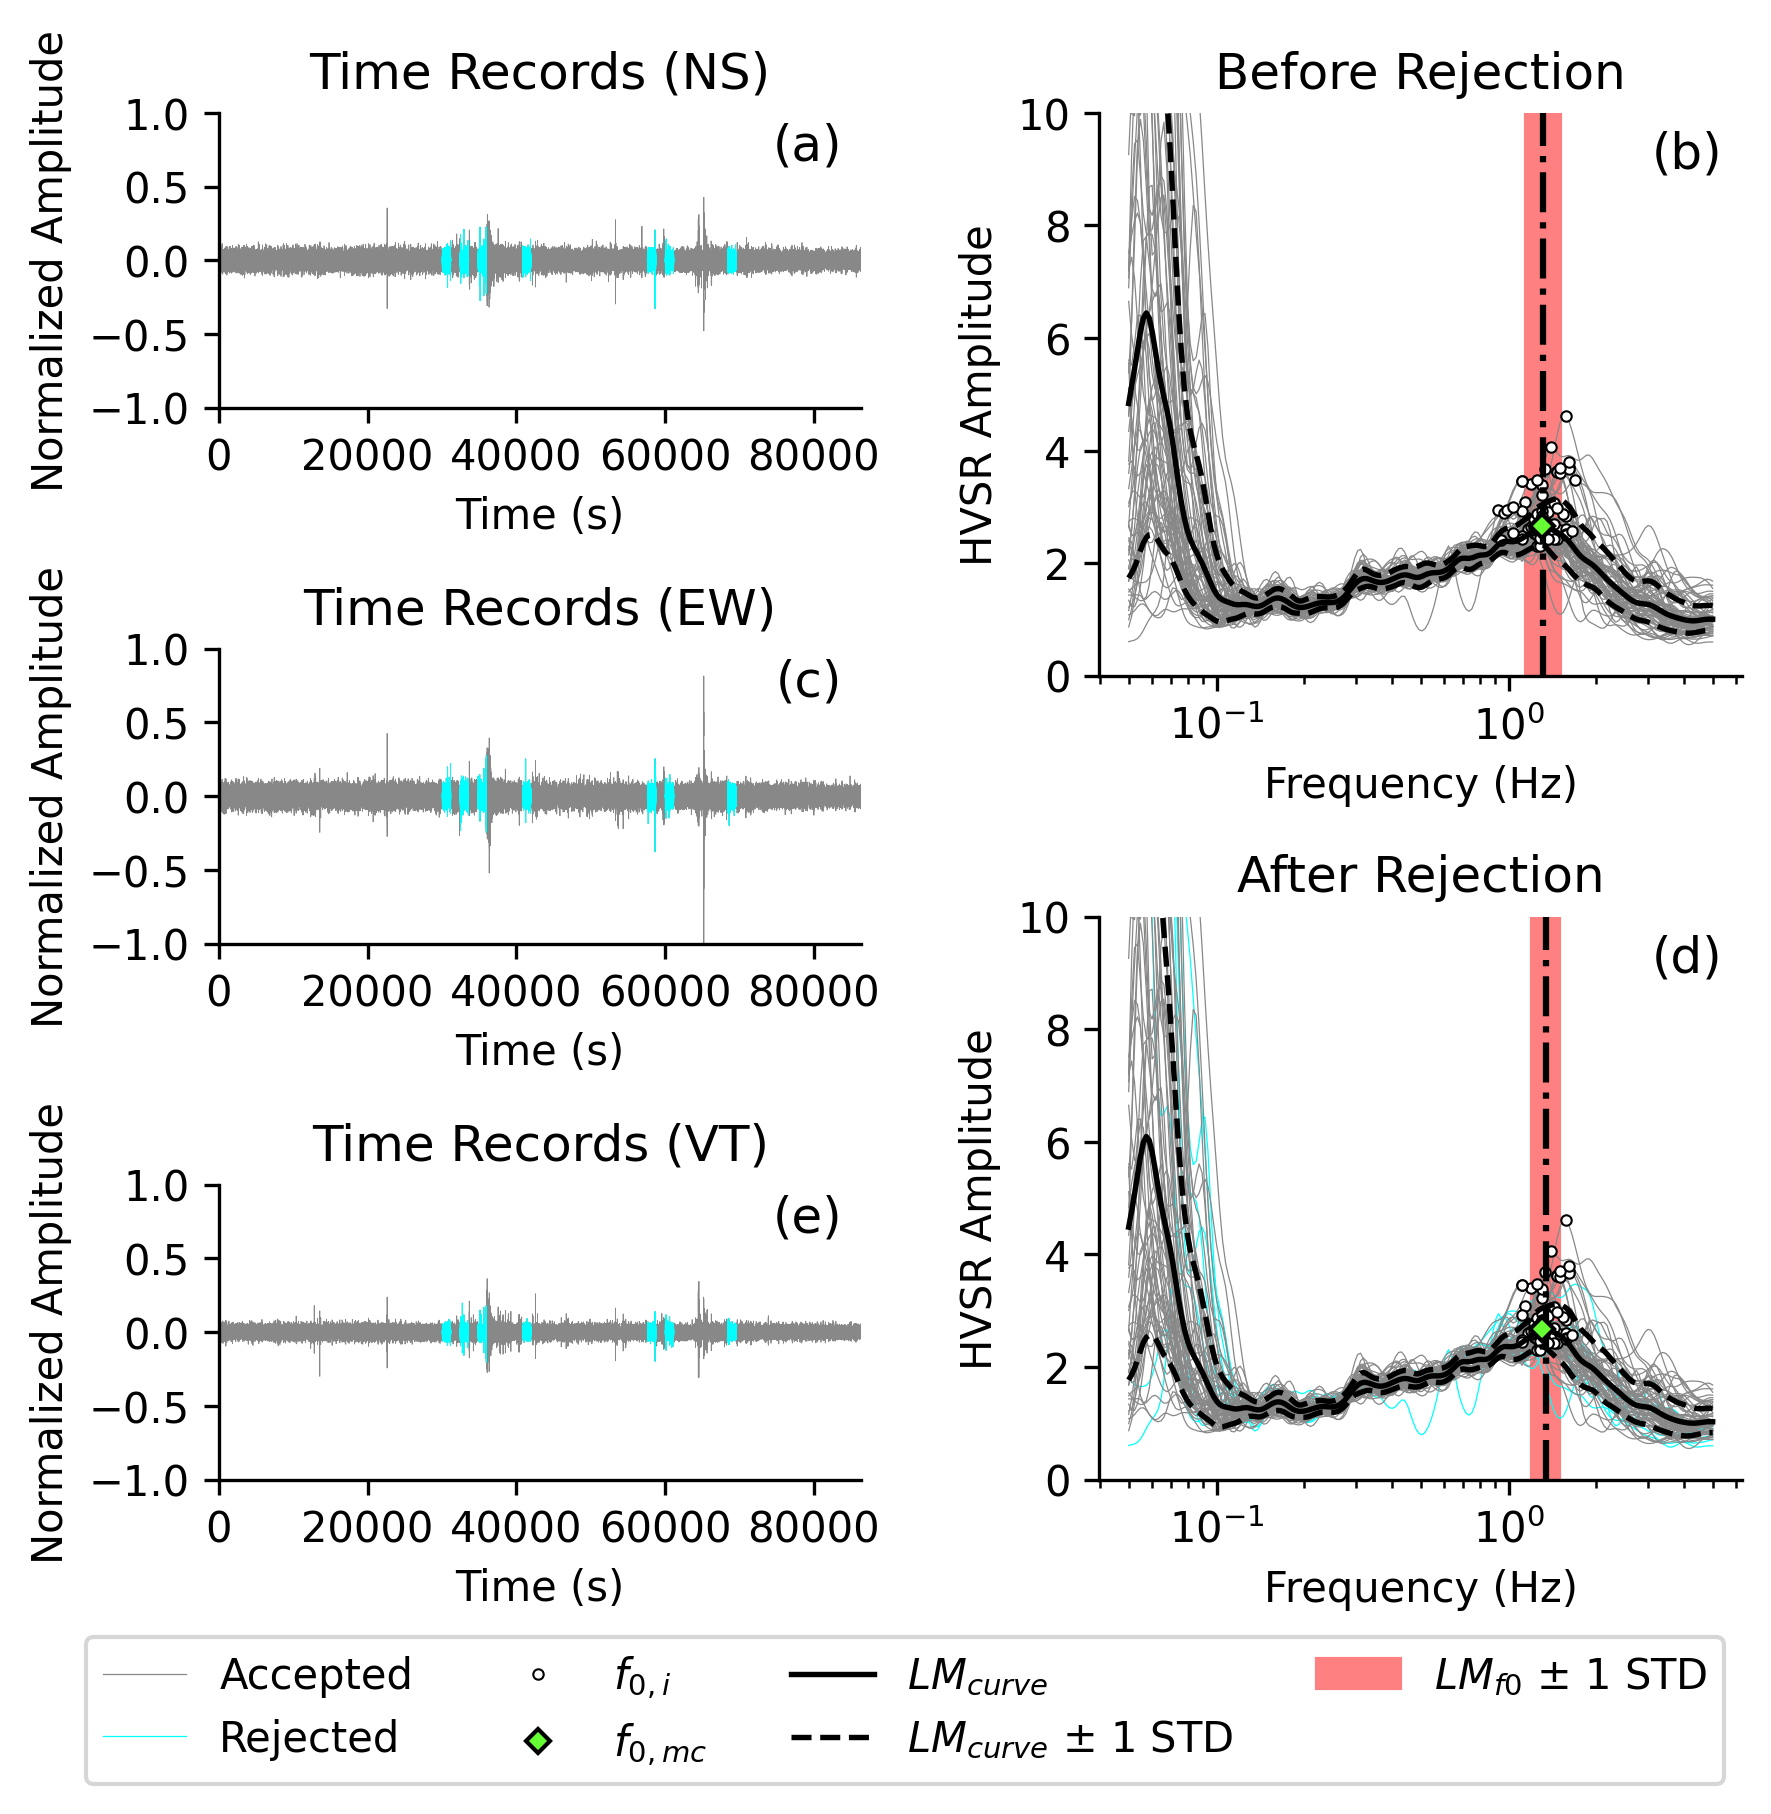 Time Records (NS)
(a)
Normalized Amplitude
1.0
0.5
0.0
−0.5
−1.0
0 20000 40000 60000 80000
Time (s)
Before Rejection
(b)
HVSR Amplitude
10
8
6
4
2
0
10⁻¹ 10⁰
Frequency (Hz)
Time Records (EW)
(c)
Normalized Amplitude
1.0
0.5
0.0
−0.5
−1.0
0 20000 40000 60000 80000
Time (s)
After Rejection
(d)
HVSR Amplitude
10
8
6
4
2
0
10⁻¹ 10⁰
Frequency (Hz)
Time Records (VT)
(e)
Normalized Amplitude
1.0
0.5
0.0
−0.5
−1.0
0 20000 40000 60000 80000
Time (s)
Accepted
Rejected
f0,i
f0,mc
LMcurve
LMcurve ± 1 STD
LMf0 ± 1 STD